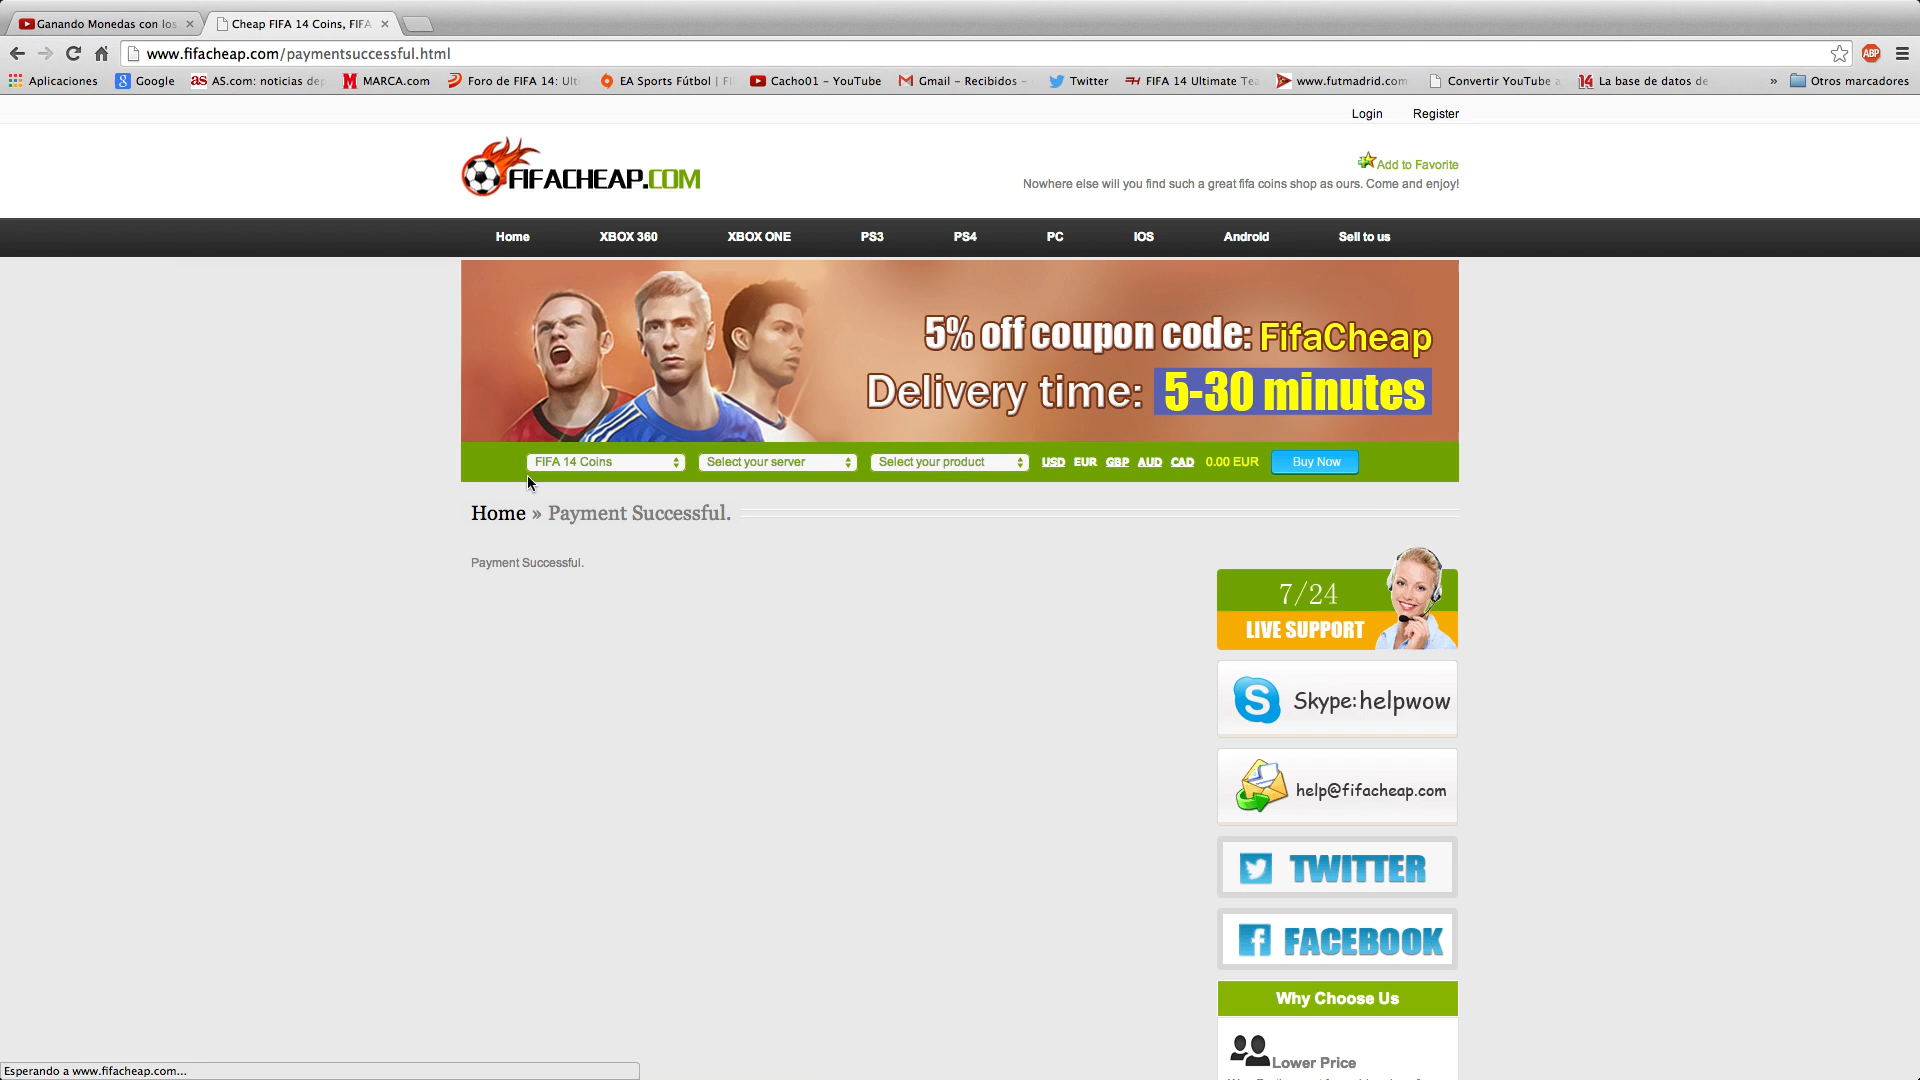 Ganando Monedas con los
Cheap FIFA 14 Coins, FIFA
www.fifacheap.com/paymentsuccessful.html
ABP
Aplicaciones
Google
AS.com: noticias dep
MARCA.com
Foro de FIFA 14: Ulti
EA Sports Fútbol | FI
Cacho01 – YouTube
Gmail – Recibidos –
Twitter
FIFA 14 Ultimate Tea
www.futmadrid.com
Convertir YouTube a
La base de datos de
»
Otros marcadores
Login
Register
FIFACHEAP.COM
Add to Favorite
Nowhere else will you find such a great fifa coins shop as ours. Come and enjoy!
Home
XBOX 360
XBOX ONE
PS3
PS4
PC
IOS
Android
Sell to us
5% off coupon code: FifaCheap
Delivery time: 5-30 minutes
FIFA 14 Coins
Select your server
Select your product
USD EUR GBP AUD CAD 0.00 EUR
Buy Now
Home » Payment Successful.
Payment Successful.
7/24
LIVE SUPPORT
Skype:helpwow
help@fifacheap.com
TWITTER
FACEBOOK
Why Choose Us
Lower Price
Esperando a www.fifacheap.com...